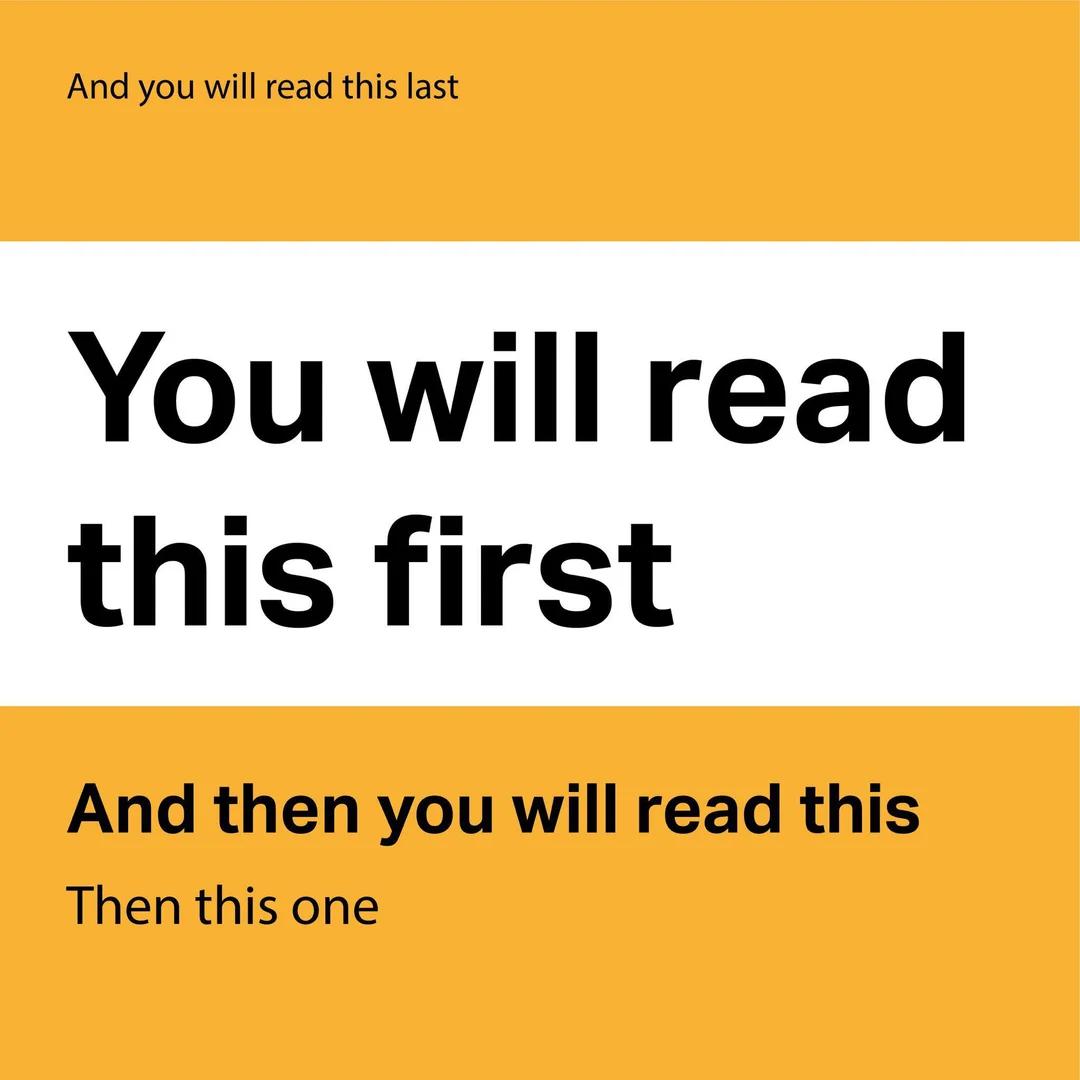 And you will read this last
You will read
this first
And then you will read this
Then this one